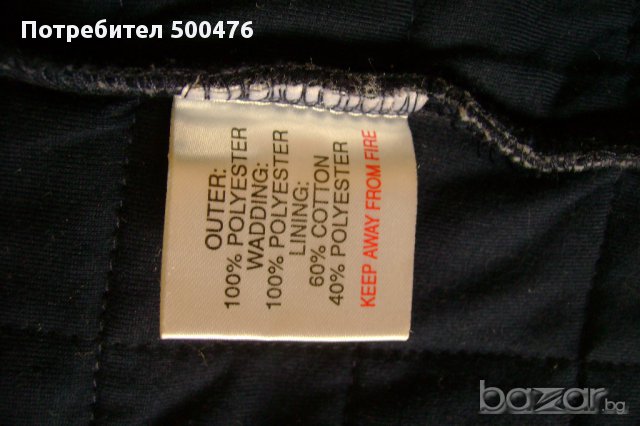 Потребител 500476
OUTER:
100% POLYESTER
WADDING:
100% POLYESTER
LINING:
60% COTTON
40% POLYESTER
KEEP AWAY FROM FIRE
bazar.bg